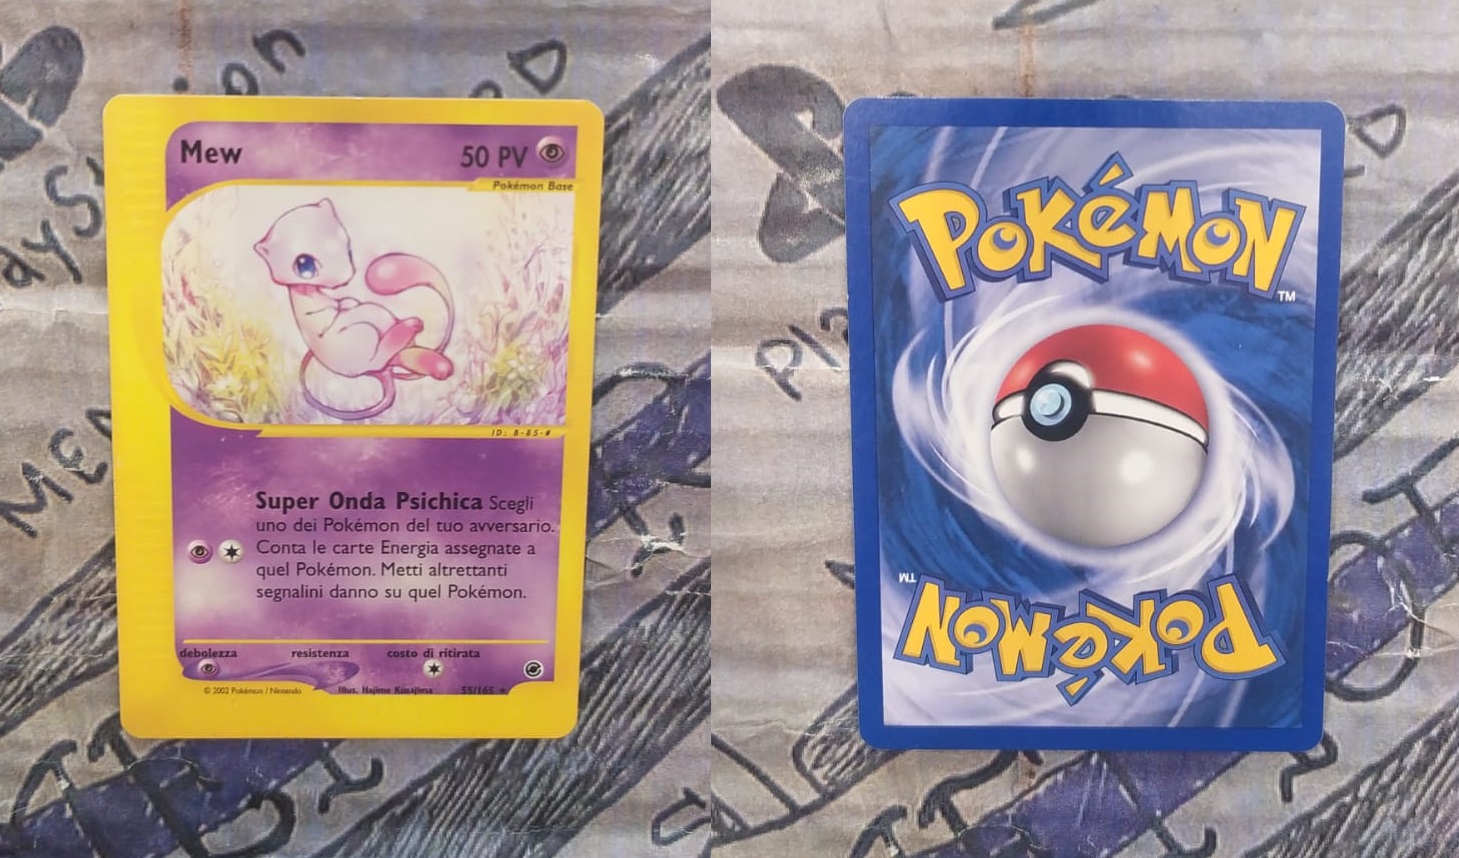 Mew
50 PV
Pokémon Base
ID: B-85-#
Super Onda Psichica Scegli
uno dei Pokémon del tuo avversario.
Conta le carte Energia assegnate a
quel Pokémon. Metti altrettanti
segnalini danno su quel Pokémon.
debolezza resistenza costo di ritirata
© 2002 Pokémon / Nintendo Illus. Hajime Kusajima 55/165 ★
POKéMON
TM
TM
POKéMON